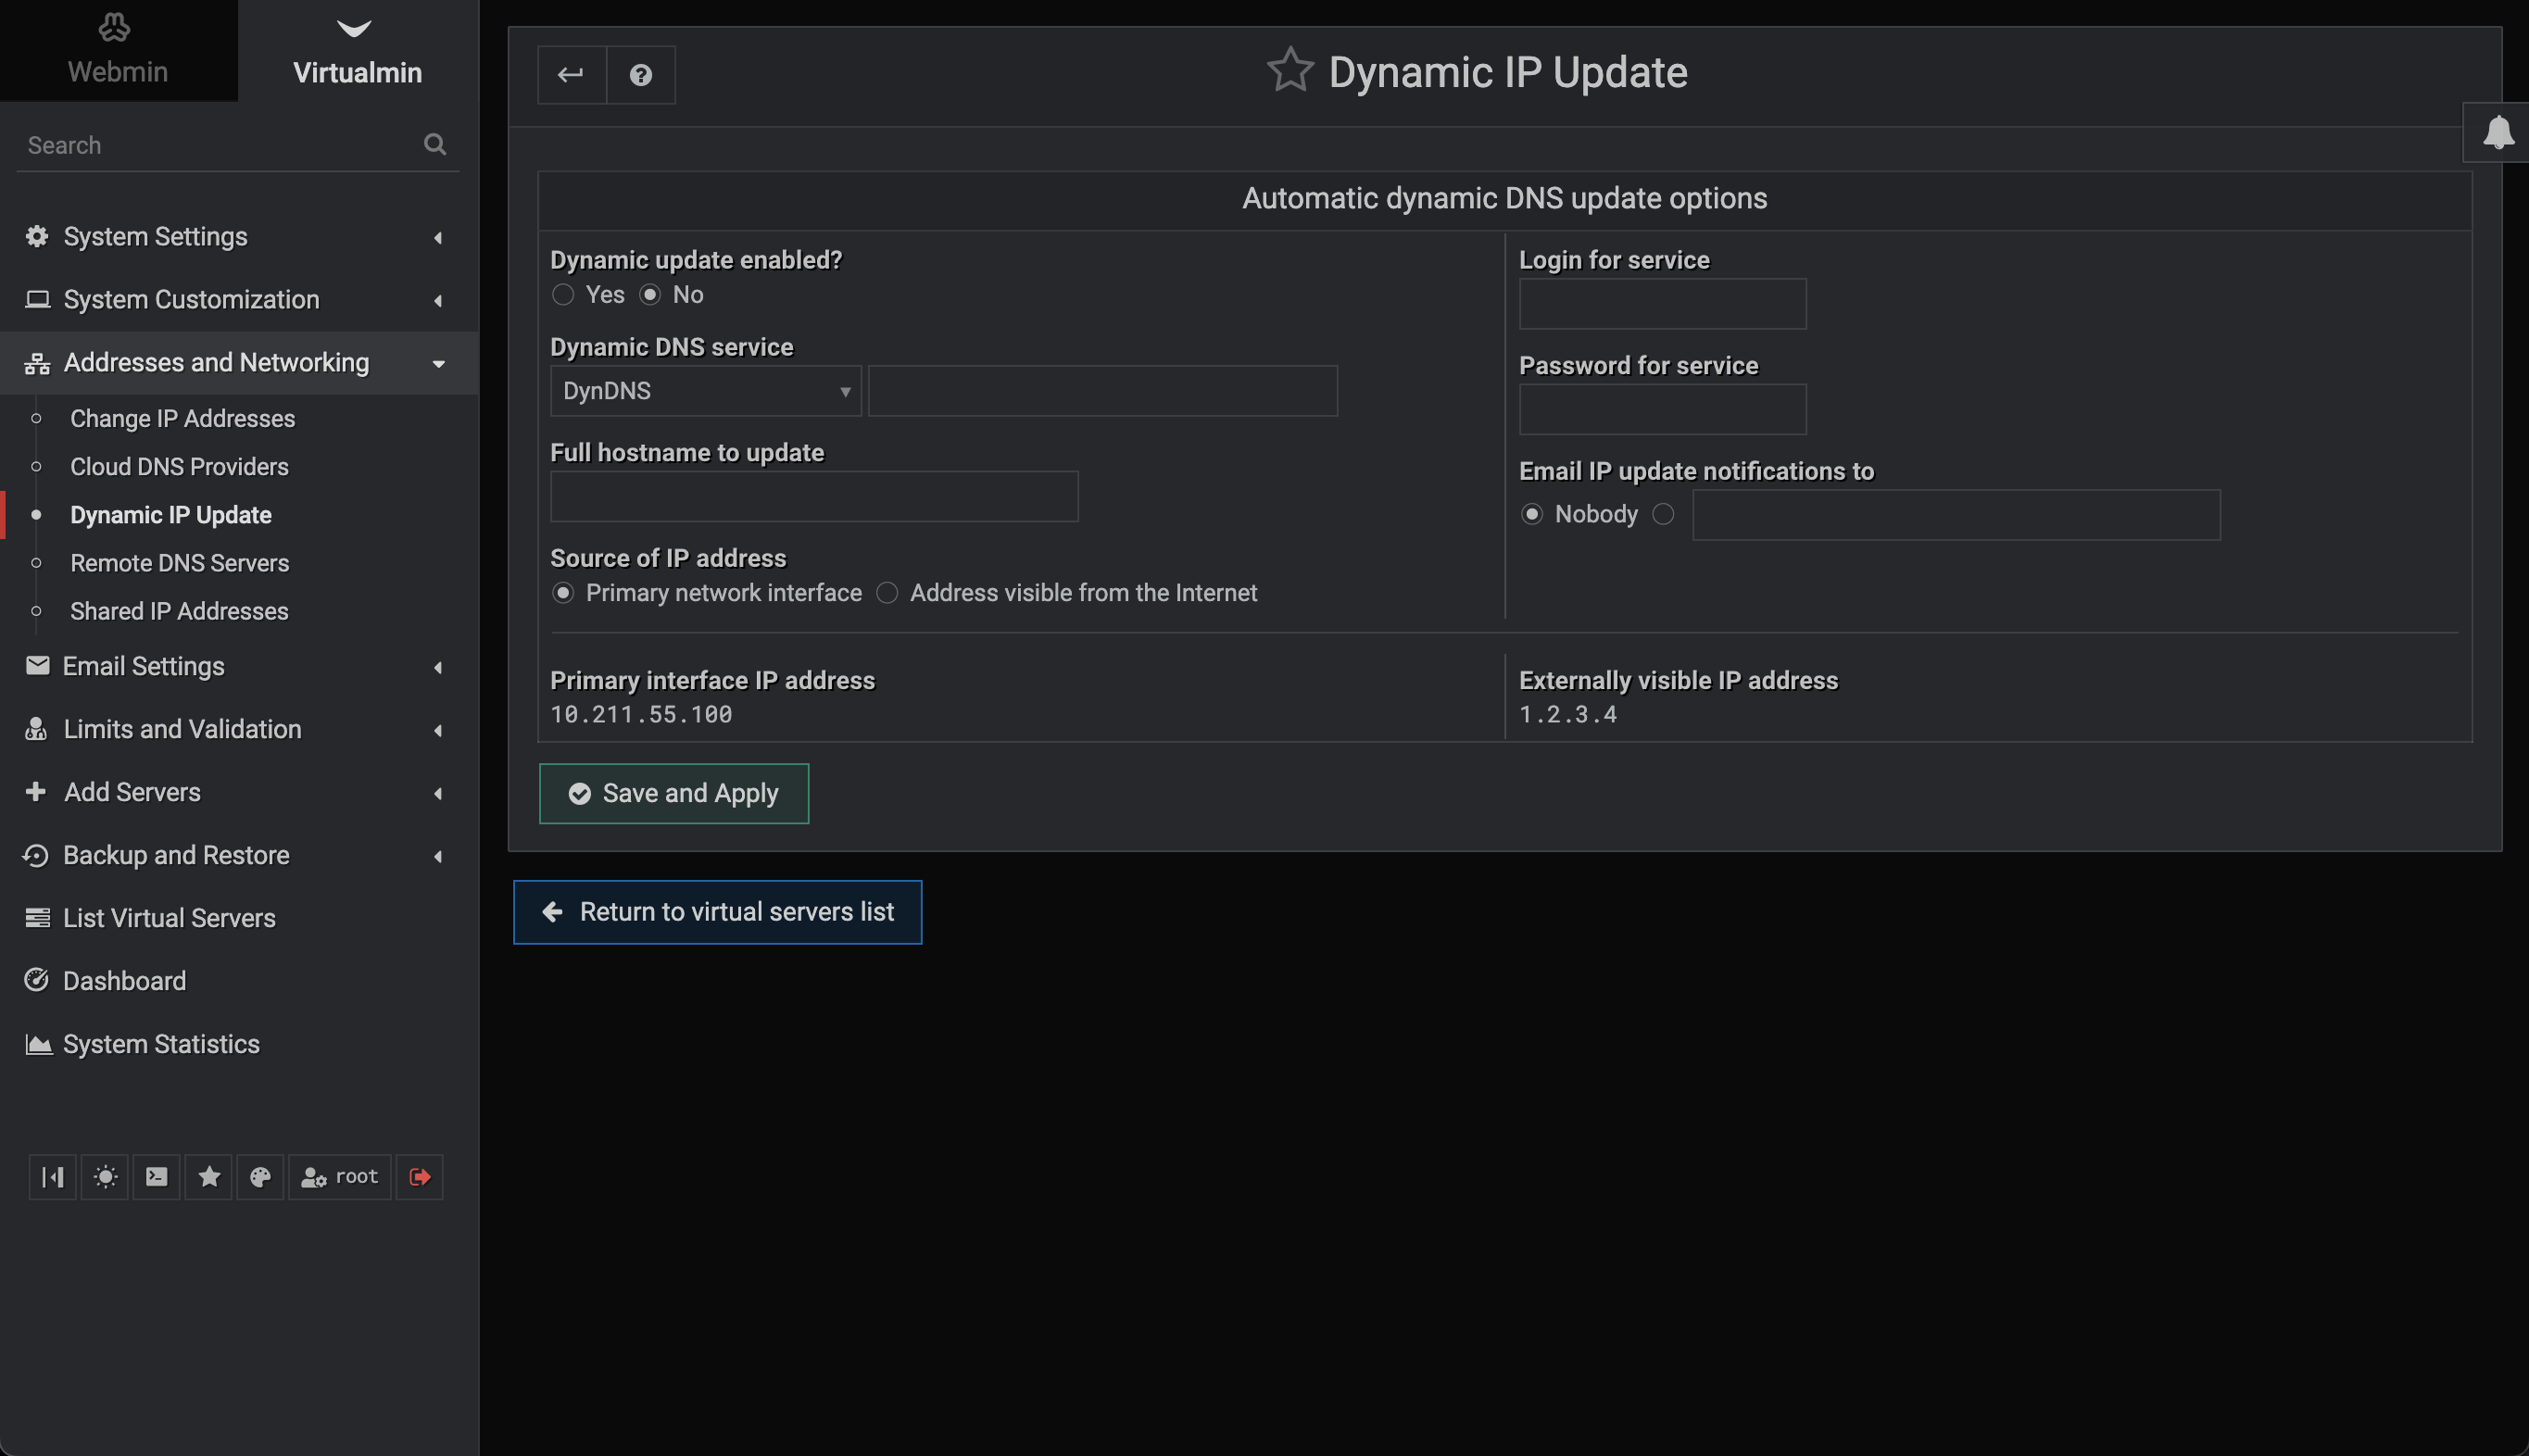 Webmin
Virtualmin
Search
System Settings
System Customization
Addresses and Networking
Change IP Addresses
Cloud DNS Providers
Dynamic IP Update
Remote DNS Servers
Shared IP Addresses
Email Settings
Limits and Validation
Add Servers
Backup and Restore
List Virtual Servers
Dashboard
System Statistics
root
Dynamic IP Update
Automatic dynamic DNS update options
Dynamic update enabled?
Yes No
Dynamic DNS service
DynDNS
Full hostname to update
Source of IP address
Primary network interface Address visible from the Internet
Login for service
Password for service
Email IP update notifications to
Nobody
Primary interface IP address
10.211.55.100
Externally visible IP address
1.2.3.4
Save and Apply
Return to virtual servers list